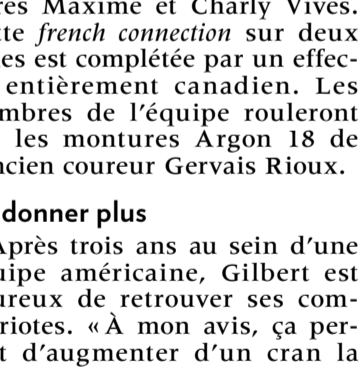 res Maxime et Charly Vives.
tte french connection sur deux
es est complétée par un effec-
entièrement canadien. Les
mbres de l'équipe rouleront
les montures Argon 18 de
ncien coureur Gervais Rioux.
donner plus
Après trois ans au sein d'une
uipe américaine, Gilbert est
ureux de retrouver ses com-
riotes. « À mon avis, ça per-
t d'augmenter d'un cran la